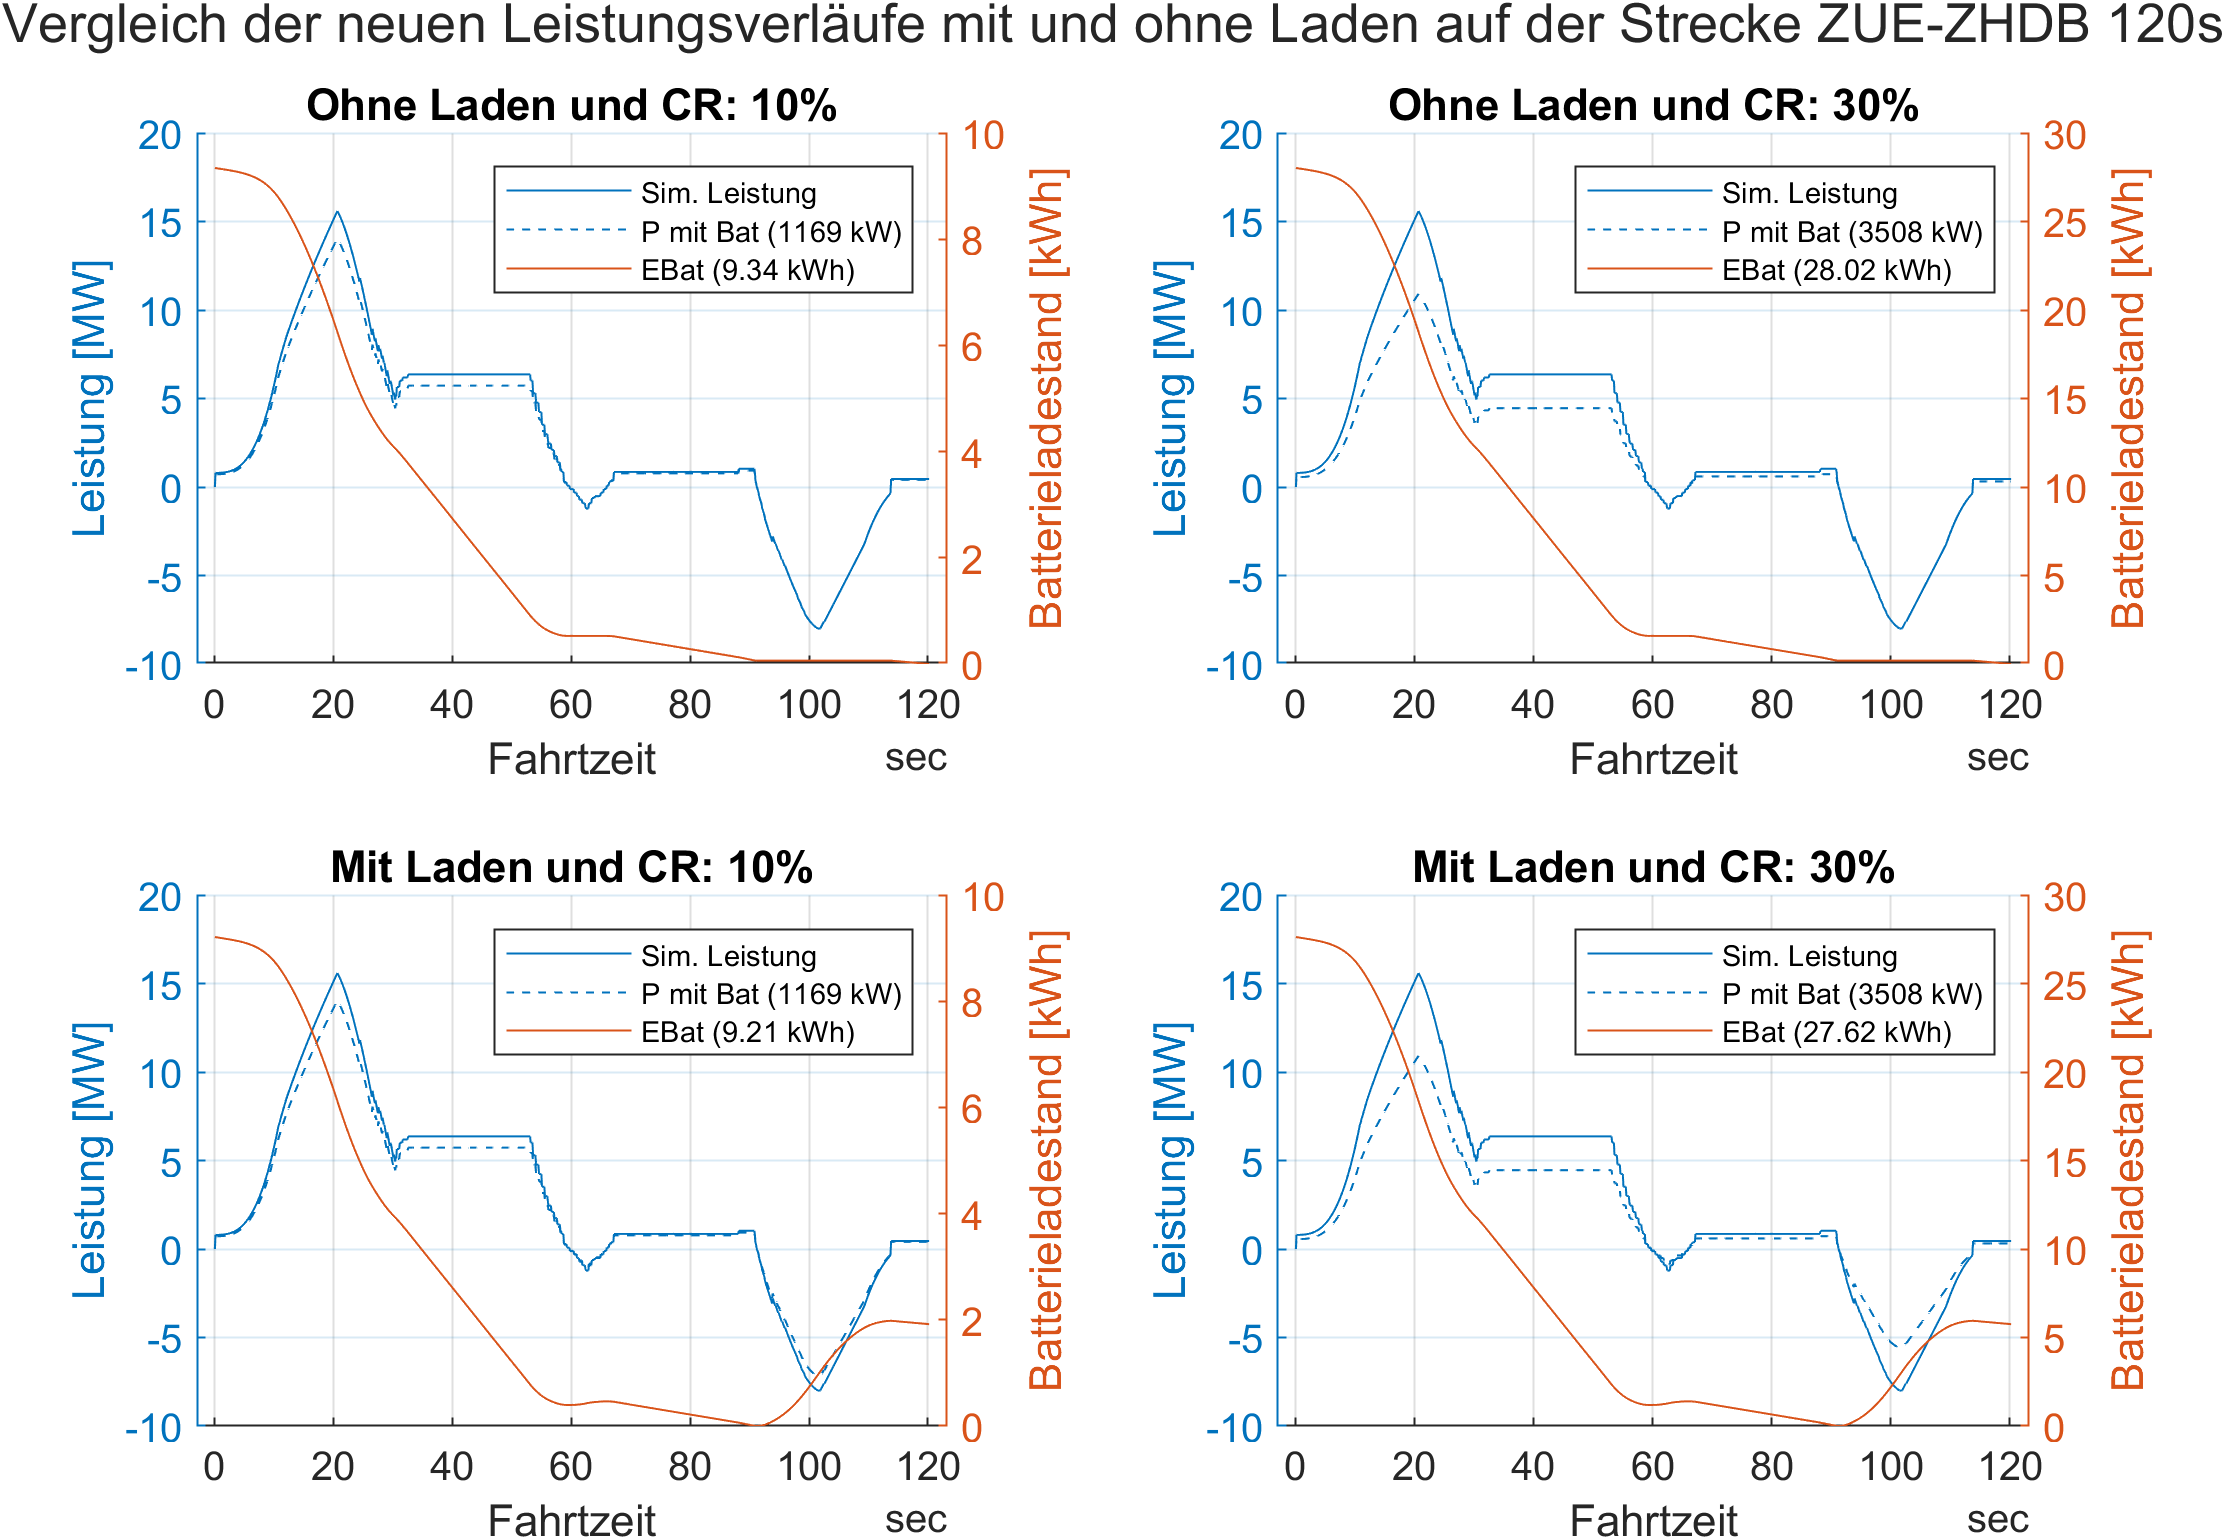 Vergleich der neuen Leistungsverläufe mit und ohne Laden auf der Strecke ZUE-ZHDB 120s
Ohne Laden und CR: 10%
20
15
10
5
0
-5
-10
Leistung [MW]
Sim. Leistung
P mit Bat (1169 kW)
EBat (9.34 kWh)
10
8
6
4
2
0
Batterieladestand [kWh]
0 20 40 60 80 100 120
Fahrtzeit sec
Ohne Laden und CR: 30%
20
15
10
5
0
-5
-10
Leistung [MW]
Sim. Leistung
P mit Bat (3508 kW)
EBat (28.02 kWh)
30
25
20
15
10
5
0
Batterieladestand [kWh]
0 20 40 60 80 100 120
Fahrtzeit sec
Mit Laden und CR: 10%
20
15
10
5
0
-5
-10
Leistung [MW]
Sim. Leistung
P mit Bat (1169 kW)
EBat (9.21 kWh)
10
8
6
4
2
0
Batterieladestand [kWh]
0 20 40 60 80 100 120
Fahrtzeit sec
Mit Laden und CR: 30%
20
15
10
5
0
-5
-10
Leistung [MW]
Sim. Leistung
P mit Bat (3508 kW)
EBat (27.62 kWh)
30
25
20
15
10
5
0
Batterieladestand [kWh]
0 20 40 60 80 100 120
Fahrtzeit sec